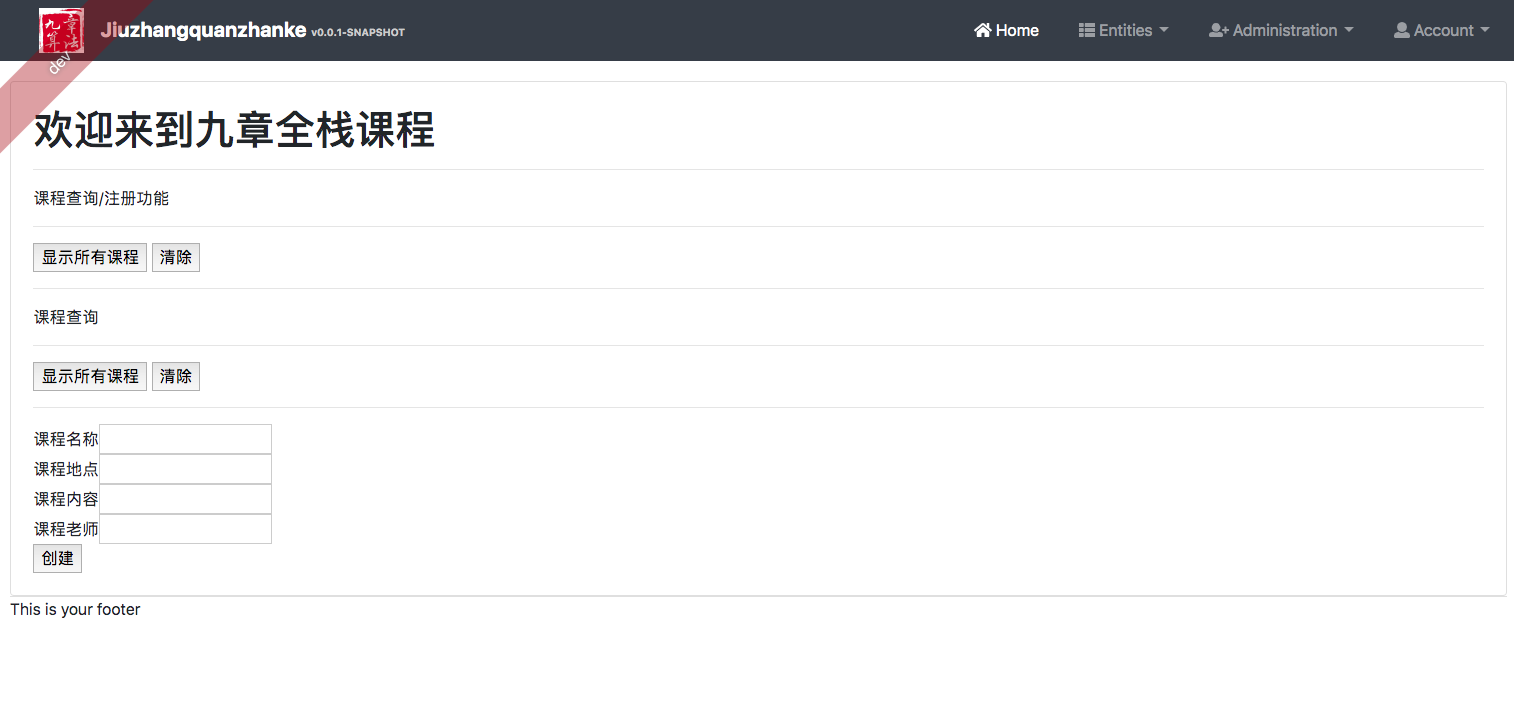 九章
算法
Jiuzhangquanzhanke v0.0.1-SNAPSHOT
Home
Entities
Administration
Account
dev
欢迎来到九章全栈课程
课程查询/注册功能
显示所有课程 清除
课程查询
显示所有课程 清除
课程名称
课程地点
课程内容
课程老师
创建
This is your footer